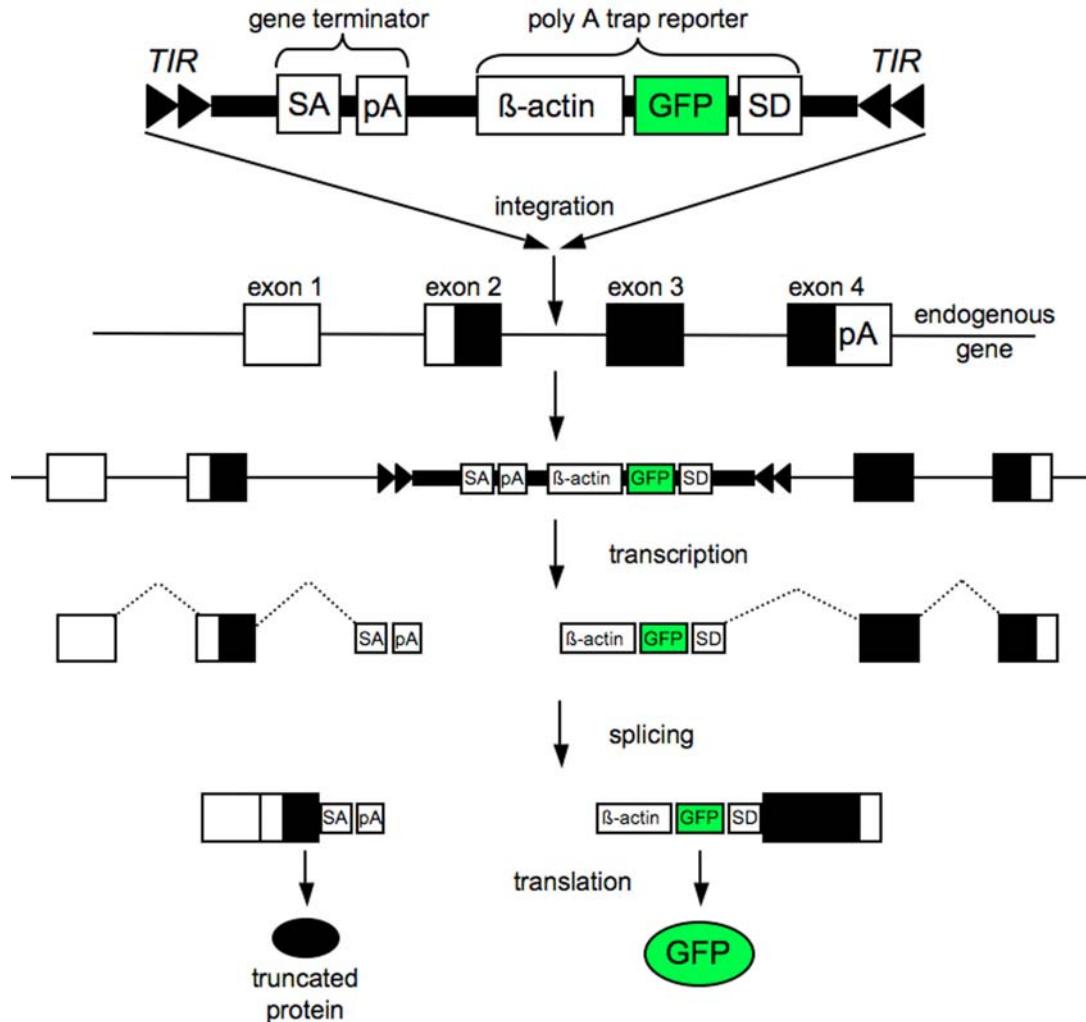 gene terminator poly A trap reporter
TIR TIR
SA pA ß-actin GFP SD
integration
exon 1 exon 2 exon 3 exon 4
pA
endogenous
gene
SA pA ß-actin GFP SD
transcription
SA pA ß-actin GFP SD
splicing
SA pA ß-actin GFP SD
translation
GFP
truncated
protein